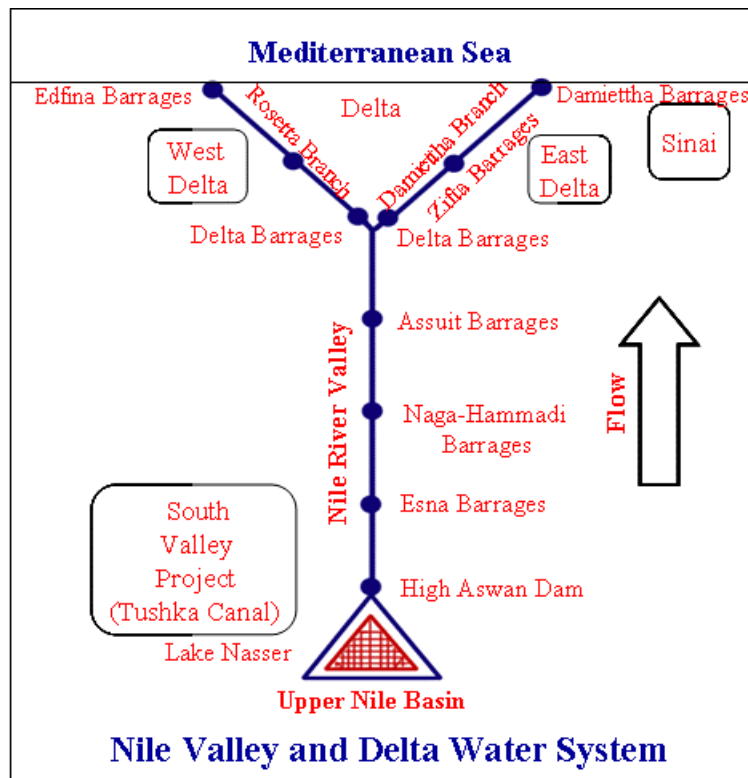 Mediterranean Sea
Edfina Barrages
Rosetta Branch
Delta
Damiettha Branch
Zifta Barrages
Damiettha Barrages
West
Delta
East
Delta
Sinai
Delta Barrages
Delta Barrages
Assuit Barrages
Nile River Valley
Naga-Hammadi
Barrages
Flow
Esna Barrages
South
Valley
Project
(Tushka Canal)
High Aswan Dam
Lake Nasser
Upper Nile Basin
Nile Valley and Delta Water System